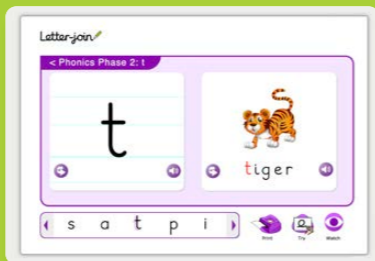 Letter-join
< Phonics Phase 2: t
t
tiger
s a t p i
Print Try Watch